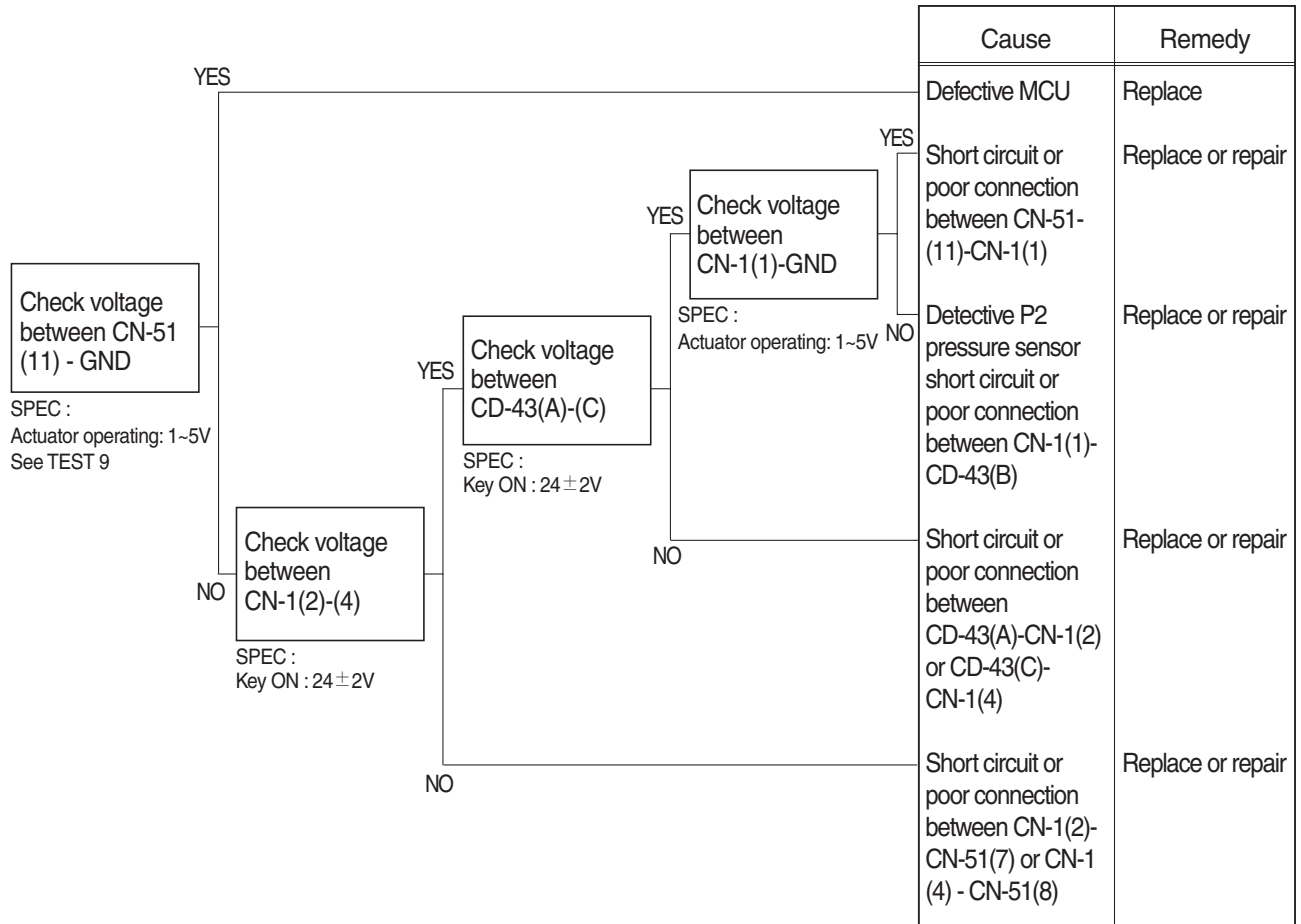 Cause
Remedy
YES
Defective MCU
Replace
YES
Short circuit or
poor connection
between CN-51-
(11)-CN-1(1)
Replace or repair
YES
Check voltage
between
CN-1(1)-GND
SPEC :
Actuator operating: 1~5V
NO
Detective P2
pressure sensor
short circuit or
poor connection
between CN-1(1)-
CD-43(B)
Replace or repair
Check voltage
between CN-51
(11) - GND
SPEC :
Actuator operating: 1~5V
See TEST 9
YES
Check voltage
between
CD-43(A)-(C)
SPEC :
Key ON : 24±2V
NO
Short circuit or
poor connection
between
CD-43(A)-CN-1(2)
or CD-43(C)-
CN-1(4)
Replace or repair
NO
Check voltage
between
CN-1(2)-(4)
SPEC :
Key ON : 24±2V
NO
Short circuit or
poor connection
between CN-1(2)-
CN-51(7) or CN-1
(4) - CN-51(8)
Replace or repair